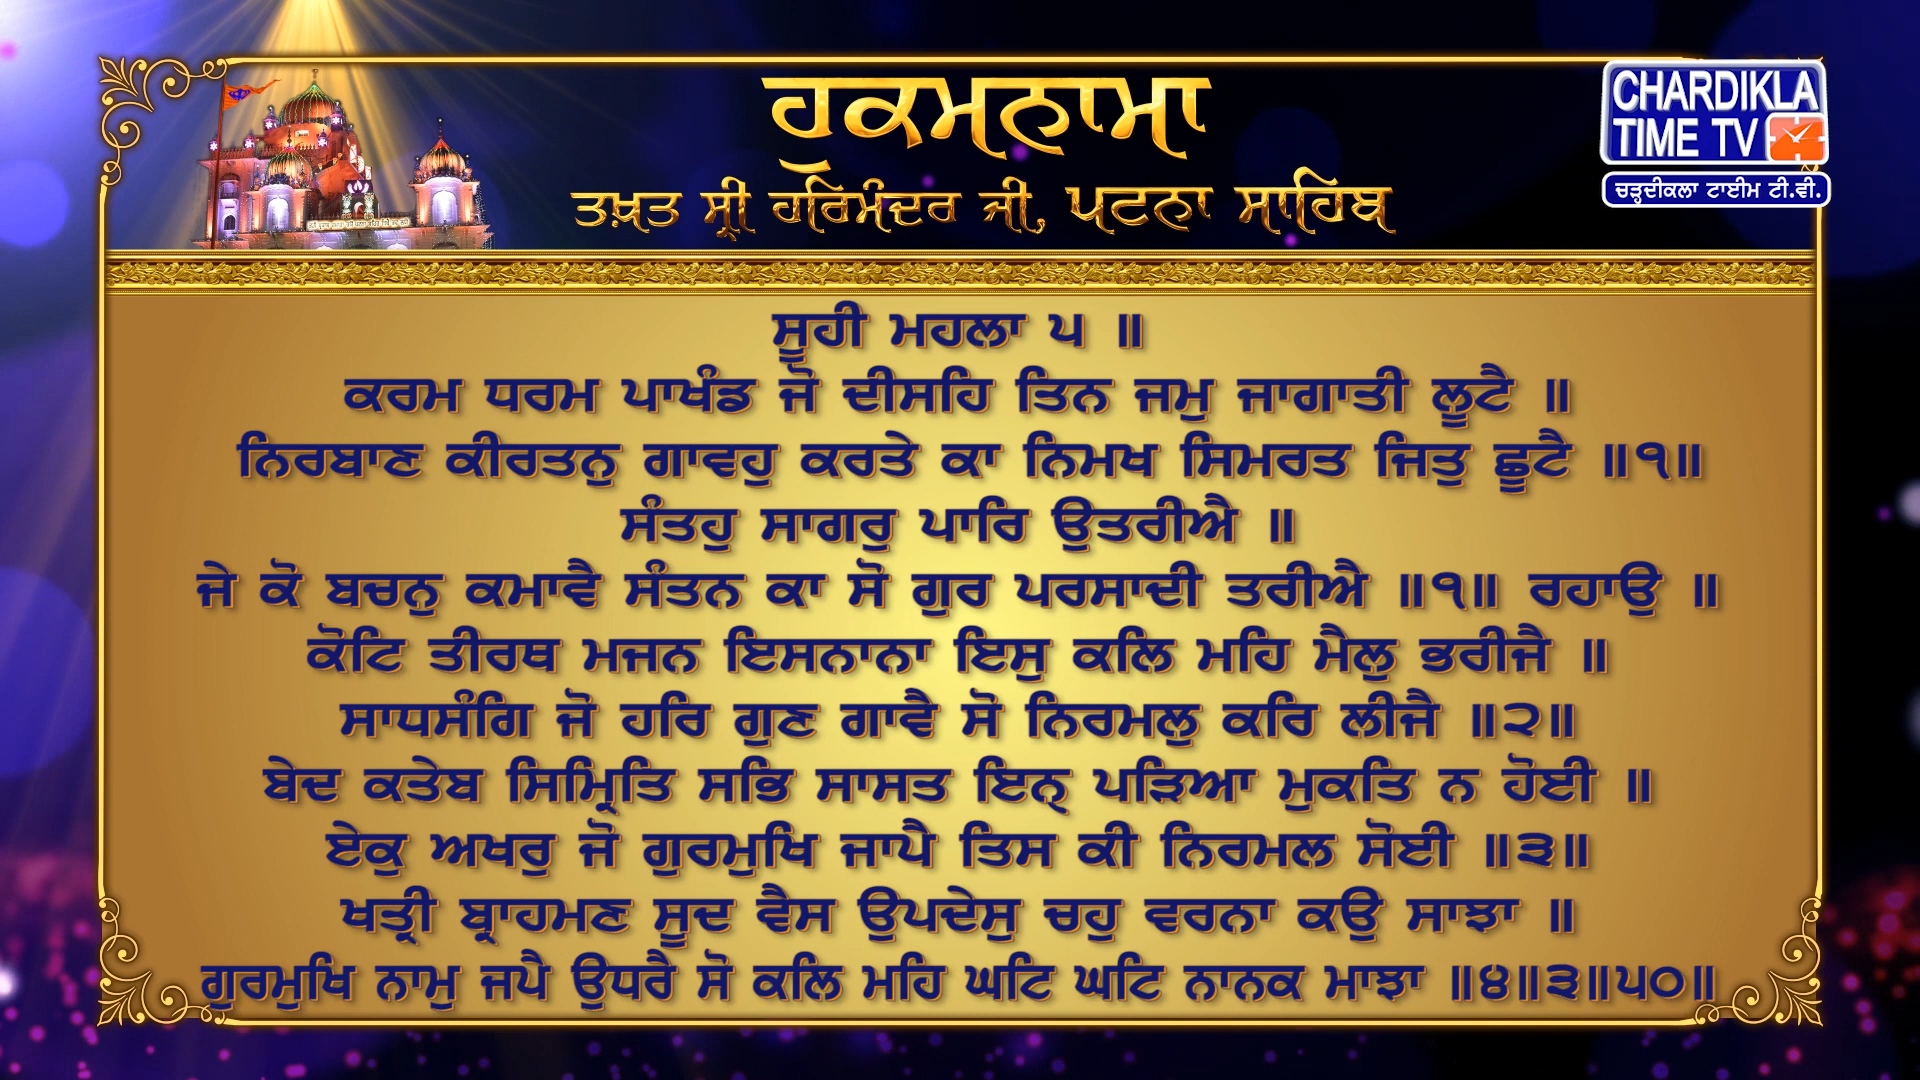 ਹੁਕਮਨਾਮਾ
ਤਖ਼ਤ ਸ੍ਰੀ ਹਰਿਮੰਦਰ ਜੀ, ਪਟਨਾ ਸਾਹਿਬ
CHARDIKLA
TIME TV
ਚੜ੍ਹਦੀਕਲਾ ਟਾਈਮ ਟੀ.ਵੀ.
ਸੂਹੀ ਮਹਲਾ ੫ ॥
ਕਰਮ ਧਰਮ ਪਾਖੰਡ ਜੋ ਦੀਸਹਿ ਤਿਨ ਜਮੁ ਜਾਗਾਤੀ ਲੂਟੈ ॥
ਨਿਰਬਾਣ ਕੀਰਤਨੁ ਗਾਵਹੁ ਕਰਤੇ ਕਾ ਨਿਮਖ ਸਿਮਰਤ ਜਿਤੁ ਛੂਟੈ ॥੧॥
ਸੰਤਹੁ ਸਾਗਰੁ ਪਾਰਿ ਉਤਰੀਐ ॥
ਜੇ ਕੋ ਬਚਨੁ ਕਮਾਵੈ ਸੰਤਨ ਕਾ ਸੋ ਗੁਰ ਪਰਸਾਦੀ ਤਰੀਐ ॥੧॥ ਰਹਾਉ ॥
ਕੋਟਿ ਤੀਰਥ ਮਜਨ ਇਸਨਾਨਾ ਇਸੁ ਕਲਿ ਮਹਿ ਮੈਲੁ ਭਰੀਜੈ ॥
ਸਾਧਸੰਗਿ ਜੋ ਹਰਿ ਗੁਣ ਗਾਵੈ ਸੋ ਨਿਰਮਲੁ ਕਰਿ ਲੀਜੈ ॥੨॥
ਬੇਦ ਕਤੇਬ ਸਿਮ੍ਰਿਤਿ ਸਭਿ ਸਾਸਤ ਇਨ੍ ਪੜਿਆ ਮੁਕਤਿ ਨ ਹੋਈ ॥
ਏਕੁ ਅਖਰੁ ਜੋ ਗੁਰਮੁਖਿ ਜਾਪੈ ਤਿਸ ਕੀ ਨਿਰਮਲ ਸੋਈ ॥੩॥
ਖਤ੍ਰੀ ਬ੍ਰਾਹਮਣ ਸੂਦ ਵੈਸ ਉਪਦੇਸੁ ਚਹੁ ਵਰਨਾ ਕਉ ਸਾਝਾ ॥
ਗੁਰਮੁਖਿ ਨਾਮੁ ਜਪੈ ਉਧਰੈ ਸੋ ਕਲਿ ਮਹਿ ਘਟਿ ਘਟਿ ਨਾਨਕ ਮਾਝਾ ॥੪॥੩॥੫੦॥